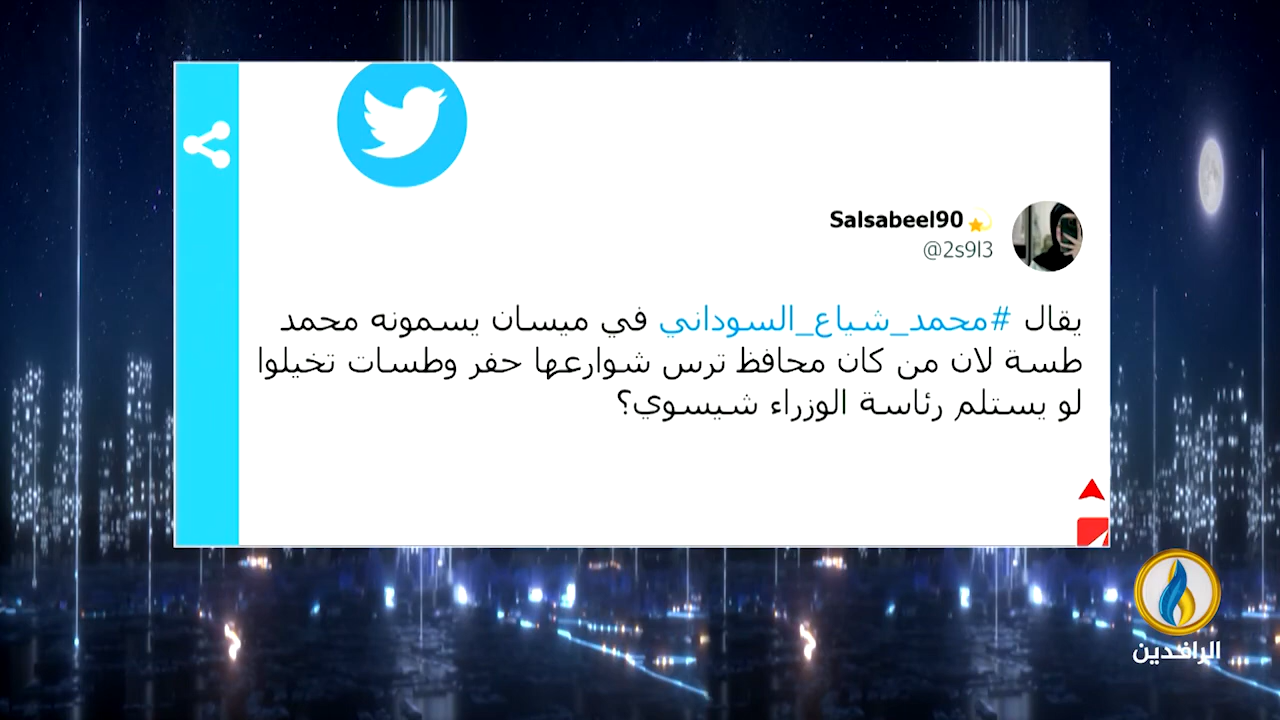 Salsabeel90
@2s9l3
يقال #محمد_شياع_السوداني في ميسان يسمونه محمد
طسة لان من كان محافظ ترس شوارعها حفر وطسات تخيلوا
لو يستلم رئاسة الوزراء شيسوي؟
الرافدين